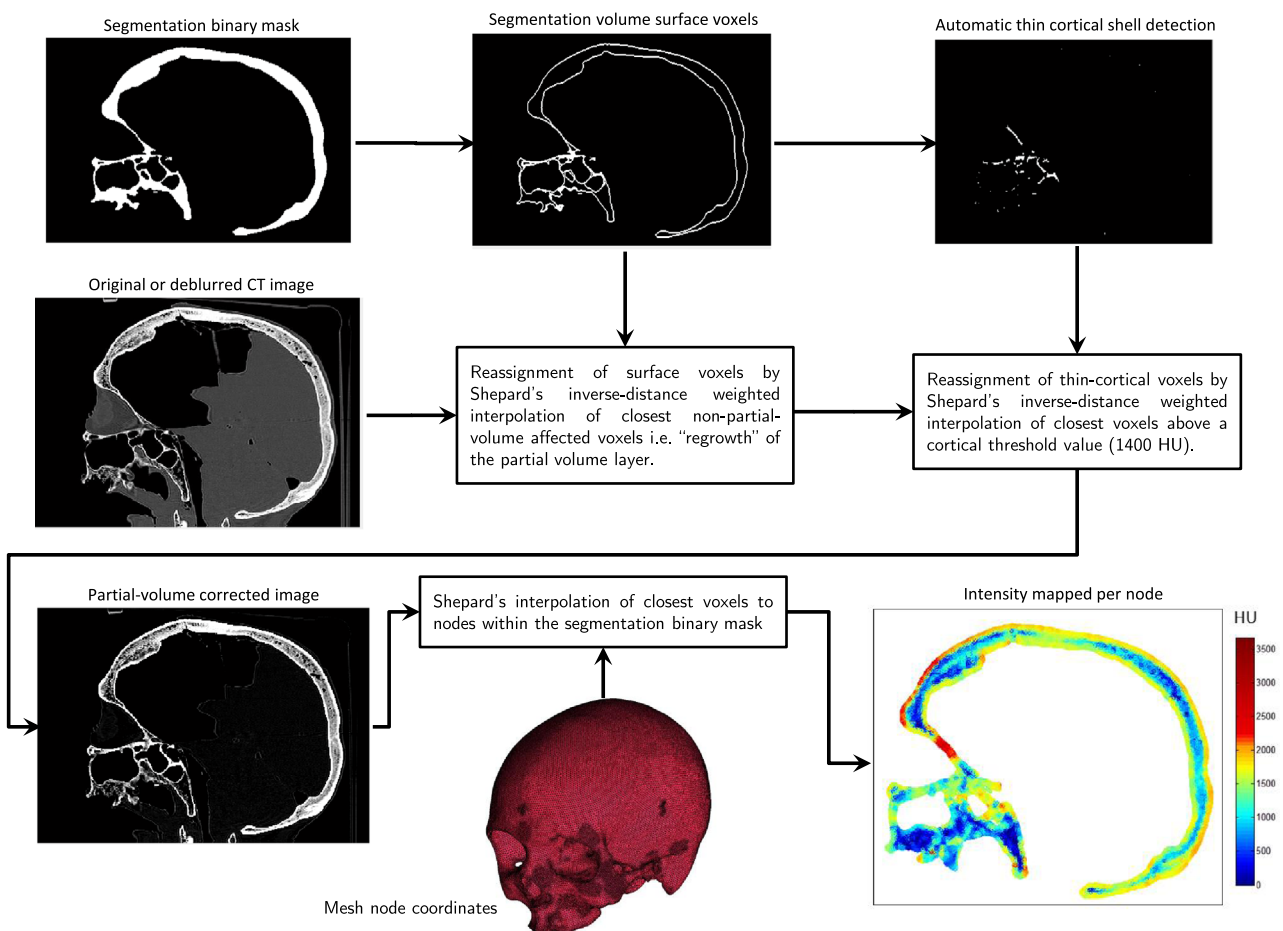 Segmentation binary mask
Segmentation volume surface voxels
Automatic thin cortical shell detection
Original or deblurred CT image
Reassignment of surface voxels by
Shepard's inverse-distance weighted
interpolation of closest non-partial-
volume affected voxels i.e. “regrowth” of
the partial volume layer.
Reassignment of thin-cortical voxels by
Shepard's inverse-distance weighted
interpolation of closest voxels above a
cortical threshold value (1400 HU).
Partial-volume corrected image
Shepard's interpolation of closest voxels to
nodes within the segmentation binary mask
Intensity mapped per node
HU
3500
3000
2500
2000
1500
1000
500
0
Mesh node coordinates